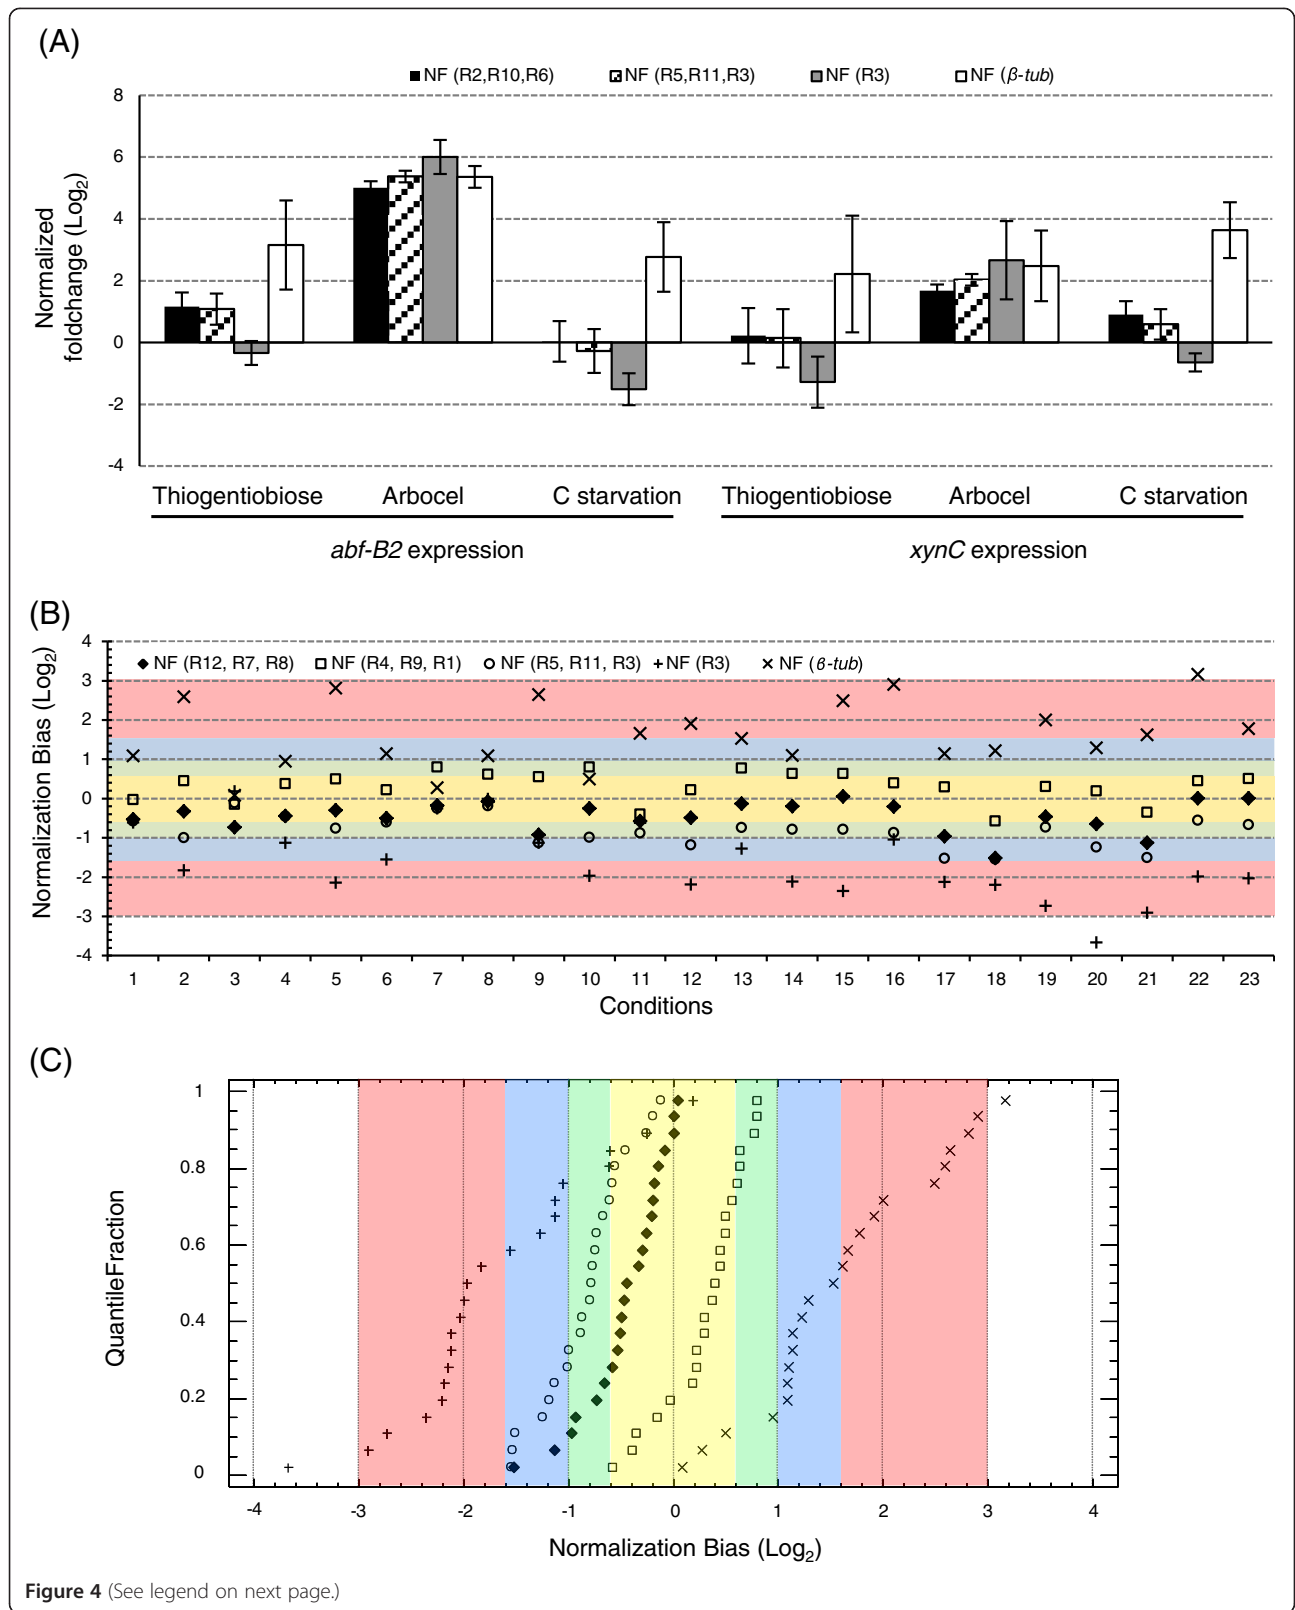 (A)
NF (R2,R10,R6) NF (R5,R11,R3) NF (R3) NF (β-tub)
Normalized foldchange (Log2)
8
6
4
2
0
-2
-4
Thiogentiobiose Arbocel C starvation Thiogentiobiose Arbocel C starvation
abf-B2 expression xynC expression
(B)
NF (R12, R7, R8) NF (R4, R9, R1) NF (R5, R11, R3) NF (R3) NF (β-tub)
Normalization Bias (Log2)
4
3
2
1
0
-1
-2
-3
-4
1 2 3 4 5 6 7 8 9 10 11 12 13 14 15 16 17 18 19 20 21 22 23
Conditions
(C)
QuantileFraction
1
0.8
0.6
0.4
0.2
0
-4 -3 -2 -1 0 1 2 3 4
Normalization Bias (Log2)
Figure 4 (See legend on next page.)